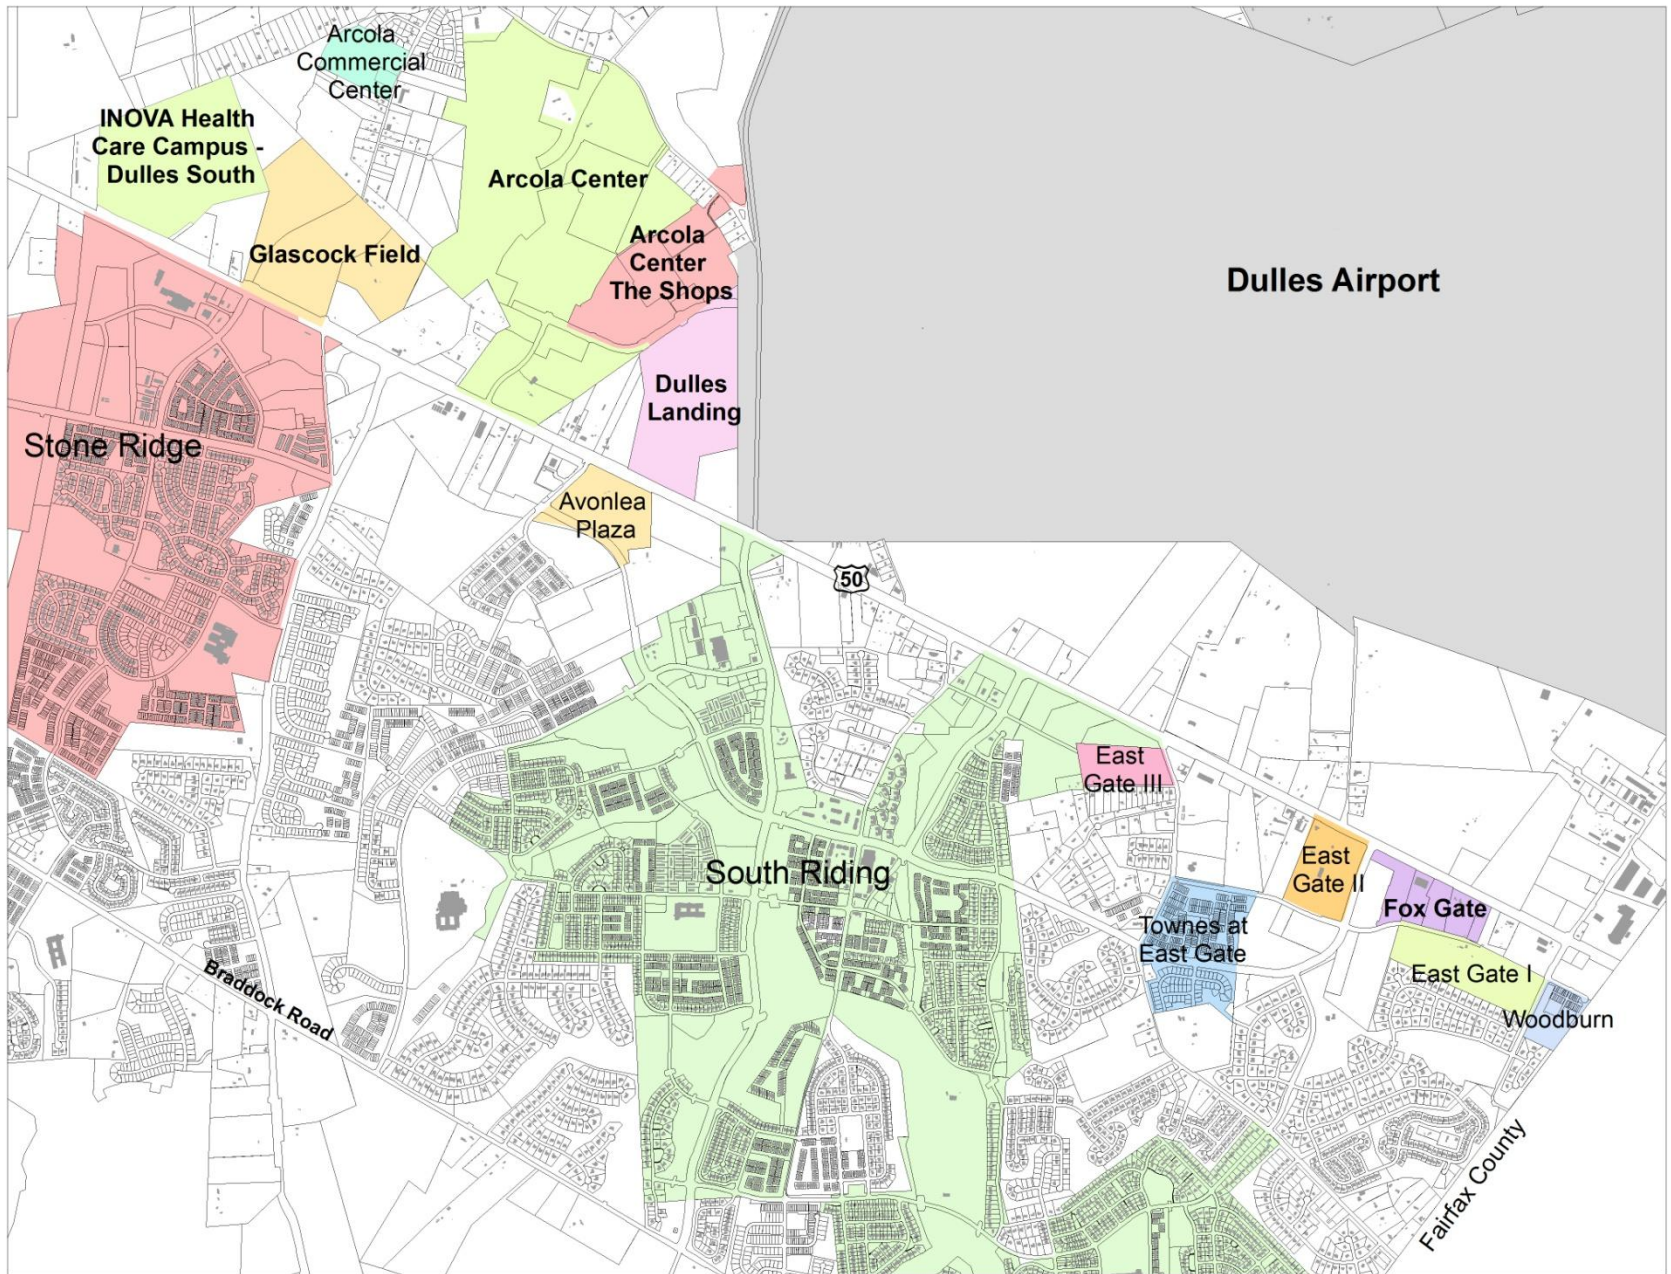 Arcola
Commercial
Center
INOVA Health
Care Campus -
Dulles South
Arcola Center
Glascock Field
Arcola
Center
The Shops
Dulles Airport
Dulles
Landing
Stone Ridge
Avonlea
Plaza
50
East
Gate III
South Riding
East
Gate II
Fox Gate
Townes at
East Gate
East Gate I
Woodburn
Braddock Road
Fairfax County